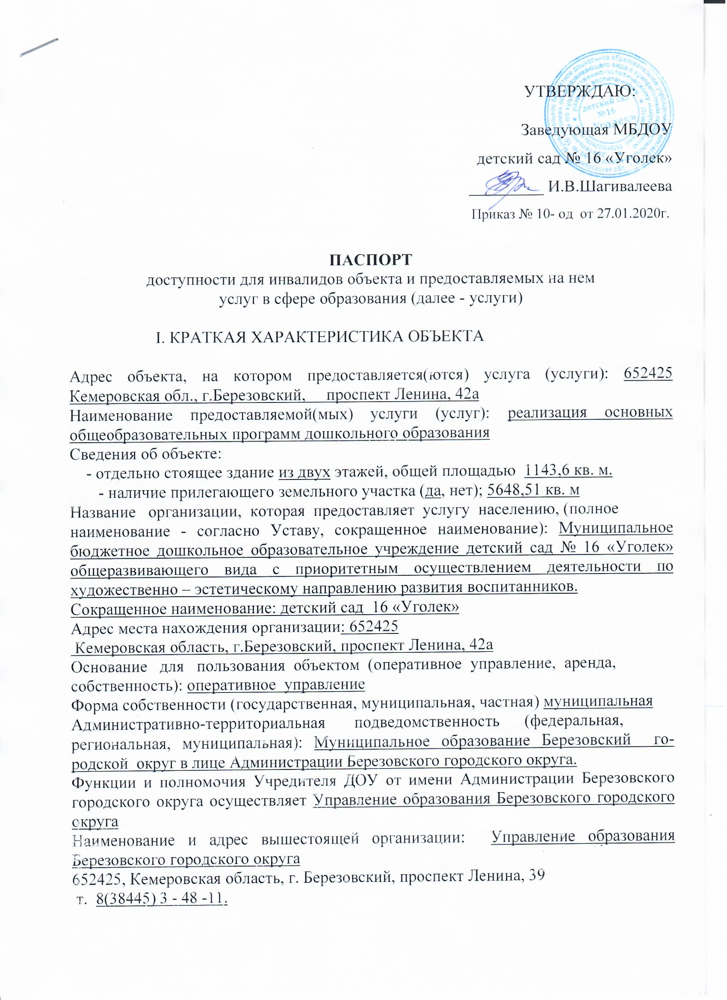 УТВЕРЖДАЮ:
Заведующая МБДОУ
детский сад № 16 «Уголек»
И.В.Шагивалеева
Приказ № 10- од от 27.01.2020г.
детский сад
№16
«Уголек»
ПАСПОРТ
доступности для инвалидов объекта и предоставляемых на нем
услуг в сфере образования (далее - услуги)
I. КРАТКАЯ ХАРАКТЕРИСТИКА ОБЪЕКТА
Адрес объекта, на котором предоставляется(ются) услуга (услуги): 652425
Кемеровская обл., г.Березовский, проспект Ленина, 42а
Наименование предоставляемой(мых) услуги (услуг): реализация основных
общеобразовательных программ дошкольного образования
Сведения об объекте:
- отдельно стоящее здание из двух этажей, общей площадью 1143,6 кв. м.
- наличие прилегающего земельного участка (да, нет); 5648,51 кв. м
Название организации, которая предоставляет услугу населению, (полное
наименование - согласно Уставу, сокращенное наименование): Муниципальное
бюджетное дошкольное образовательное учреждение детский сад № 16 «Уголек»
общеразвивающего вида с приоритетным осуществлением деятельности по
художественно – эстетическому направлению развития воспитанников.
Сокращенное наименование: детский сад 16 «Уголек»
Адрес места нахождения организации: 652425
Кемеровская область, г.Березовский, проспект Ленина, 42а
Основание для пользования объектом (оперативное управление, аренда,
собственность): оперативное управление
Форма собственности (государственная, муниципальная, частная) муниципальная
Административно-территориальная подведомственность (федеральная,
региональная, муниципальная): Муниципальное образование Березовский го-
родской округ в лице Администрации Березовского городского округа.
Функции и полномочия Учредителя ДОУ от имени Администрации Березовского
городского округа осуществляет Управление образования Березовского городского
округа
Наименование и адрес вышестоящей организации: Управление образования
Березовского городского округа
652425, Кемеровская область, г. Березовский, проспект Ленина, 39
т. 8(38445) 3 - 48 -11.